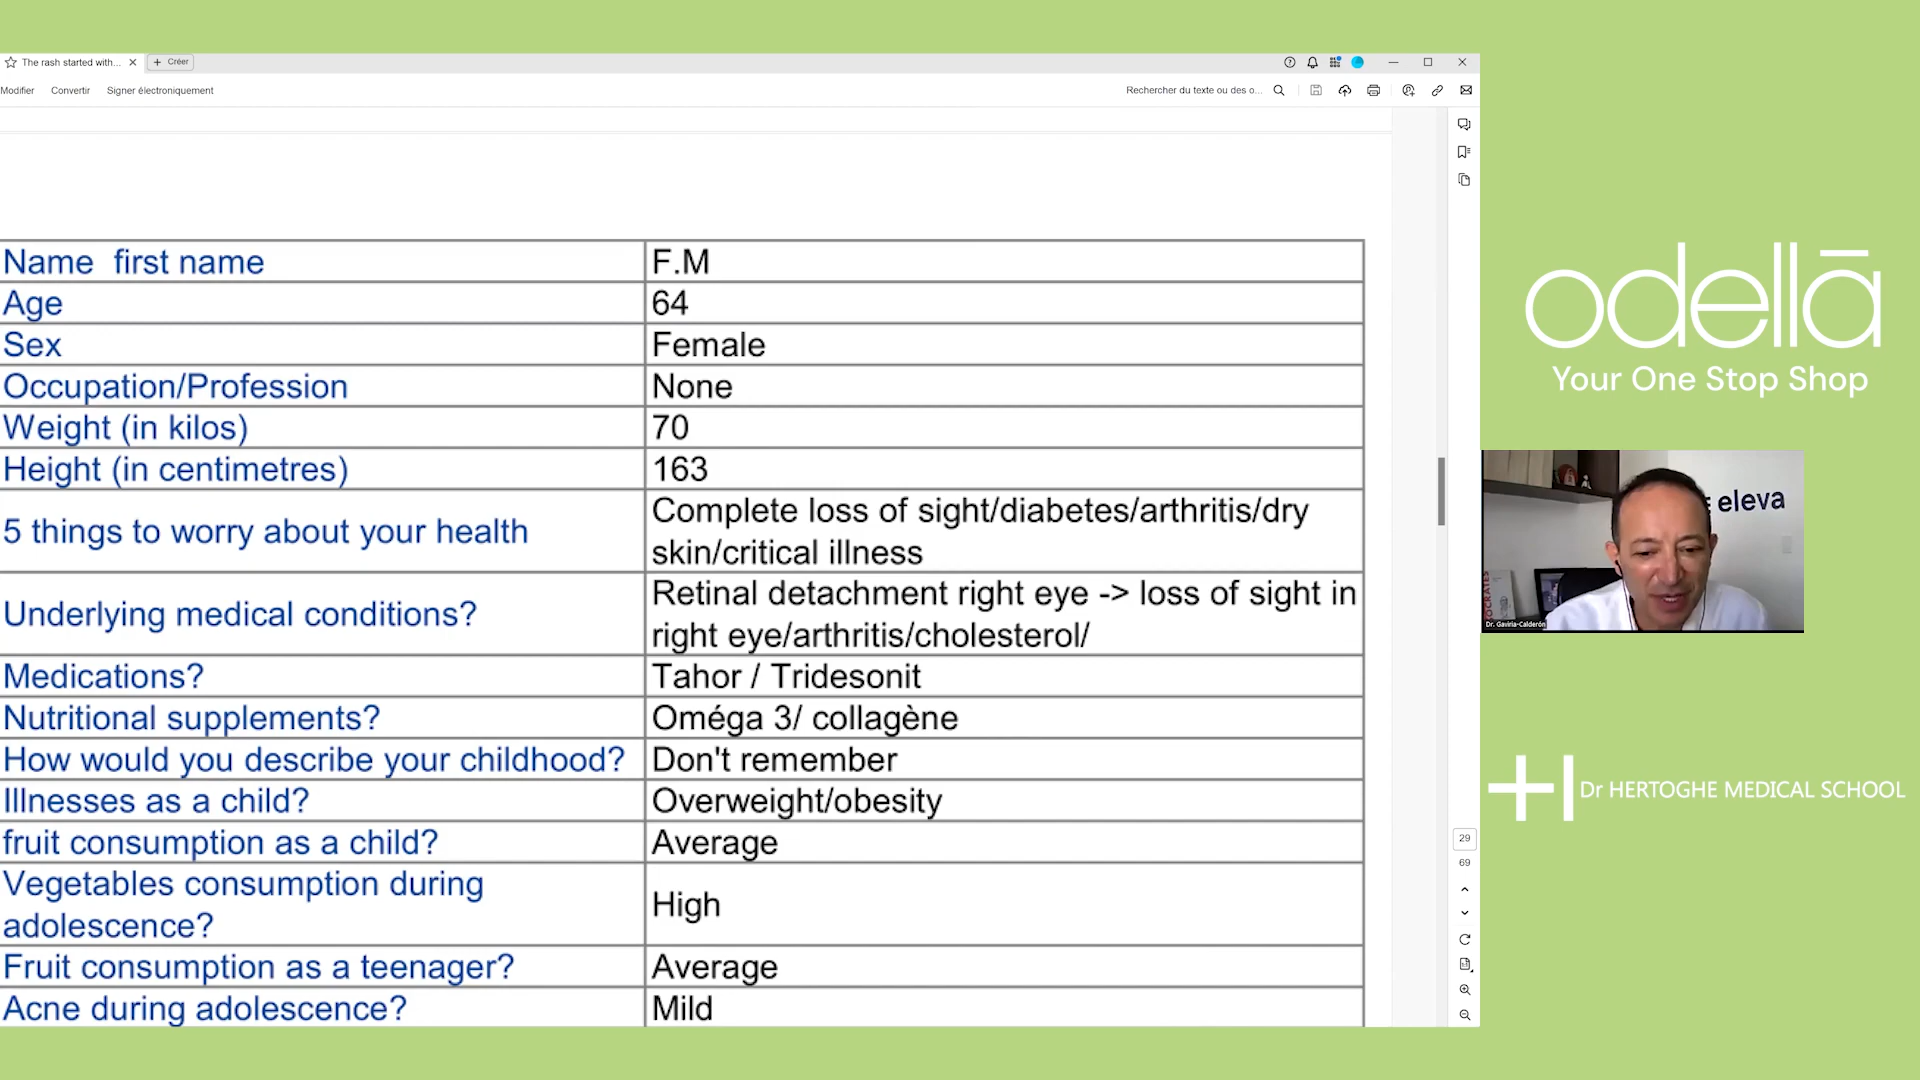 The rash started with...
Créer
Modifier Convertir Signer électroniquement
Rechercher du texte ou des o...
Name first name F.M
Age 64
Sex Female
Occupation/Profession None
Weight (in kilos) 70
Height (in centimetres) 163
5 things to worry about your health Complete loss of sight/diabetes/arthritis/dry
skin/critical illness
Underlying medical conditions? Retinal detachment right eye -> loss of sight in
right eye/arthritis/cholesterol/
Medications? Tahor / Tridesonit
Nutritional supplements? Oméga 3/ collagène
How would you describe your childhood? Don't remember
Illnesses as a child? Overweight/obesity
fruit consumption as a child? Average
Vegetables consumption during
adolescence? High
Fruit consumption as a teenager? Average
Acne during adolescence? Mild
29
69
odellā
Your One Stop Shop
eleva
Dr. Gaviria-Calderón
Dr HERTOGHE MEDICAL SCHOOL